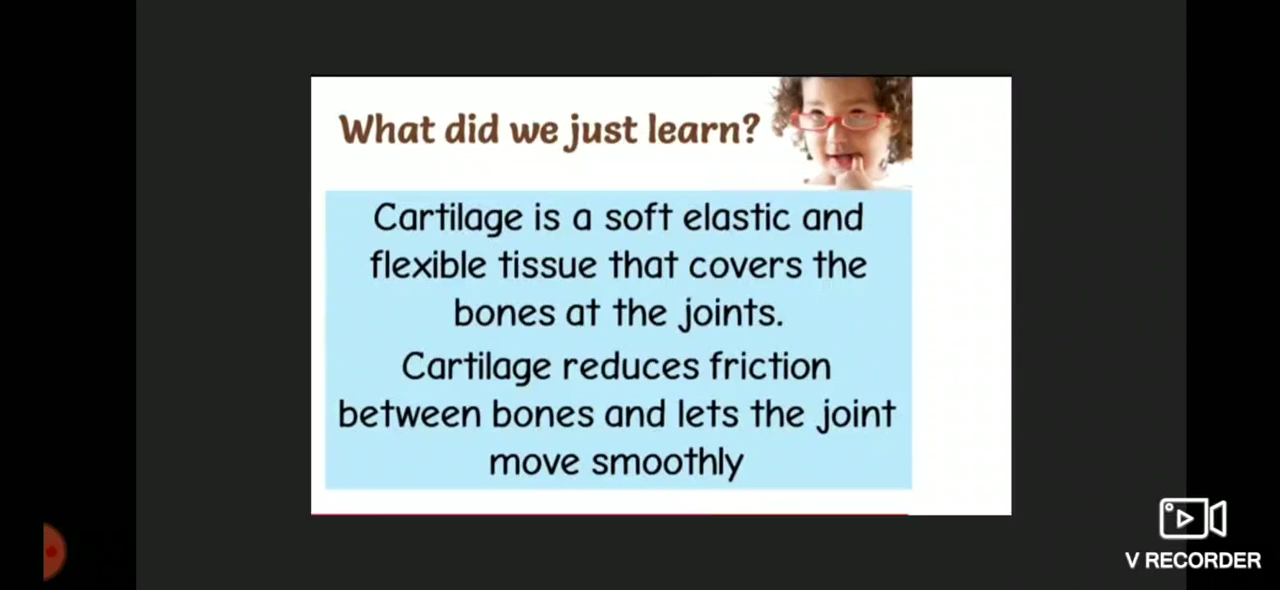 What did we just learn?
Cartilage is a soft elastic and
flexible tissue that covers the
bones at the joints.
Cartilage reduces friction
between bones and lets the joint
move smoothly
V RECORDER